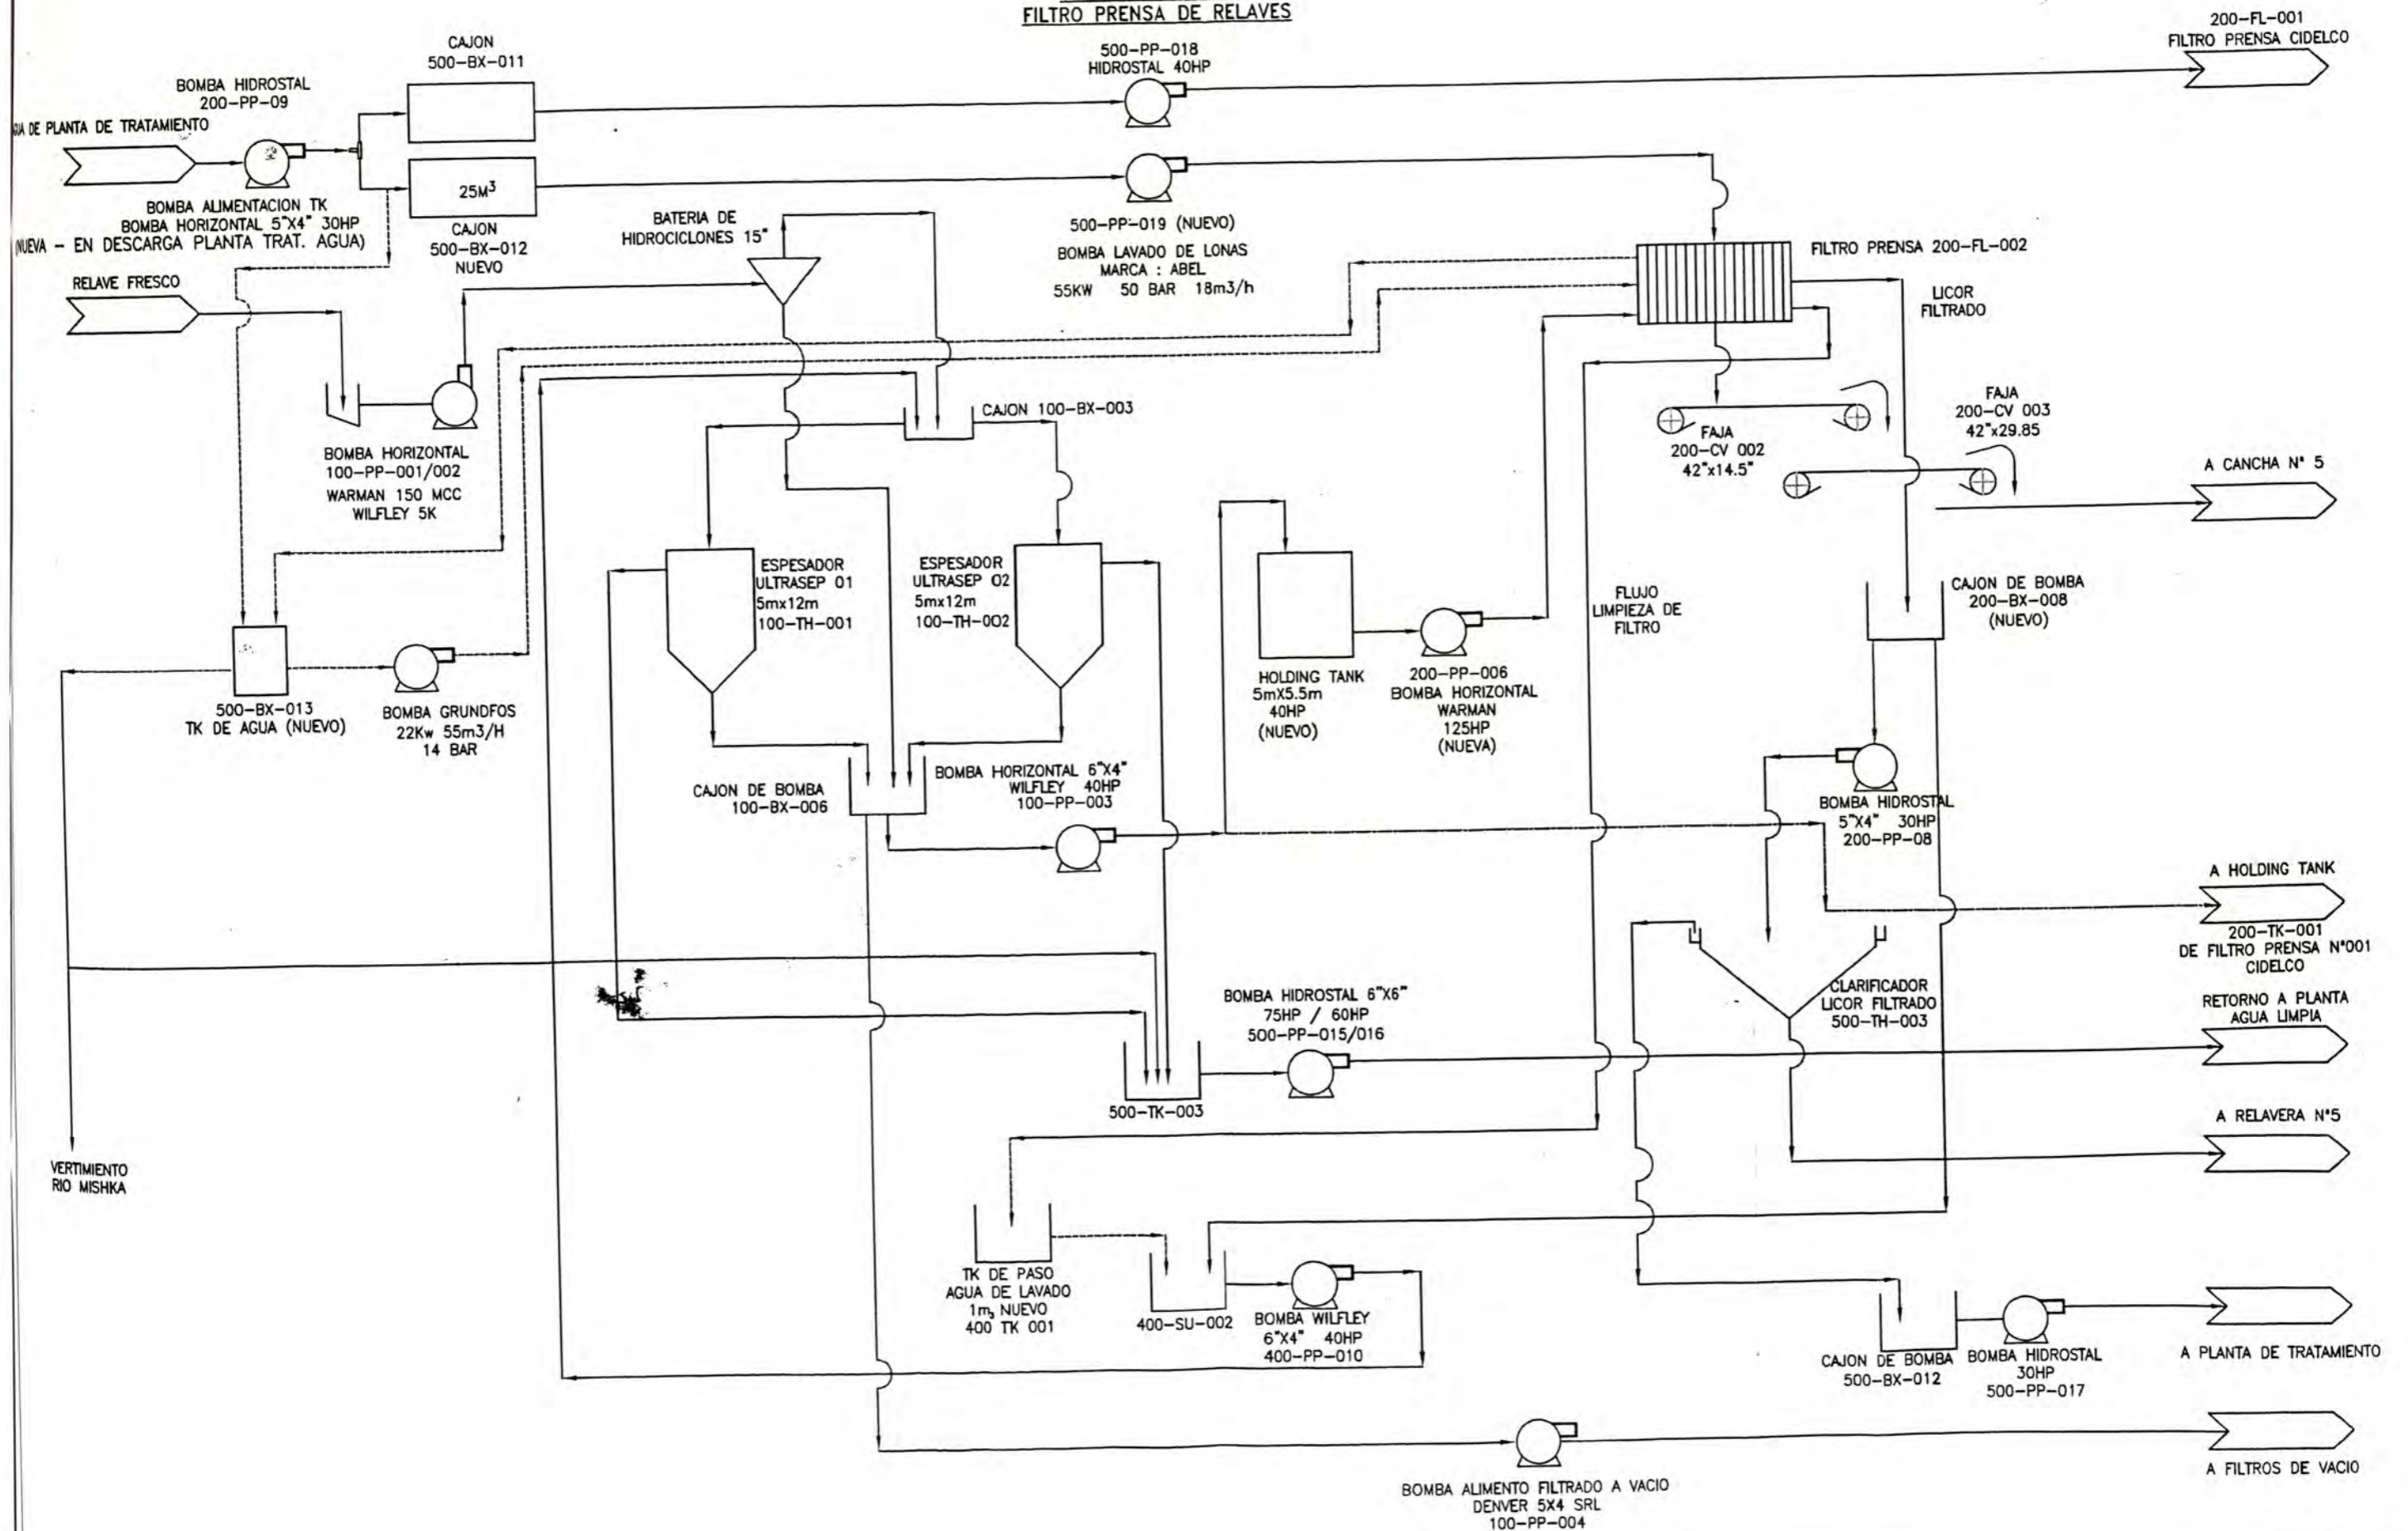 FILTRO PRENSA DE RELAVES
200-FL-001
FILTRO PRENSA CIDELCO
CAJON
500-BX-011
500-PP-018
HIDROSTAL 40HP
BOMBA HIDROSTAL
200-PP-09
DE PLANTA DE TRATAMIENTO
25M³
BOMBA ALIMENTACION TK
BOMBA HORIZONTAL 5"X4" 30HP
(NUEVA - EN DESCARGA PLANTA TRAT. AGUA)
CAJON
500-BX-012
NUEVO
BATERIA DE
HIDROCICLONES 15"
500-PP-019 (NUEVO)
BOMBA LAVADO DE LONAS
MARCA : ABEL
55KW 50 BAR 18m3/h
FILTRO PRENSA 200-FL-002
LICOR
FILTRADO
RELAVE FRESCO
CAJON 100-BX-003
FAJA
200-CV 002
42"x14.5"
FAJA
200-CV 003
42"x29.85
BOMBA HORIZONTAL
100-PP-001/002
WARMAN 150 MCC
WILFLEY 5K
A CANCHA N° 5
ESPESADOR
ULTRASEP 01
5mx12m
100-TH-001
ESPESADOR
ULTRASEP 02
5mx12m
100-TH-002
FLUJO
LIMPIEZA DE
FILTRO
CAJON DE BOMBA
200-BX-008
(NUEVO)
HOLDING TANK
5mX5.5m
40HP
(NUEVO)
200-PP-006
BOMBA HORIZONTAL
WARMAN
125HP
(NUEVA)
500-BX-013
TK DE AGUA (NUEVO)
BOMBA GRUNDFOS
22Kw 55m3/H
14 BAR
CAJON DE BOMBA
100-BX-006
BOMBA HORIZONTAL 6"X4"
WILFLEY 40HP
100-PP-003
BOMBA HIDROSTAL
5"X4" 30HP
200-PP-08
A HOLDING TANK
200-TK-001
DE FILTRO PRENSA N°001
CIDELCO
CLARIFICADOR
LICOR FILTRADO
500-TH-003
BOMBA HIDROSTAL 6"X6"
75HP / 60HP
500-PP-015/016
RETORNO A PLANTA
AGUA LIMPIA
500-TK-003
A RELAVERA N°5
VERTIMIENTO
RIO MISHKA
TK DE PASO
AGUA DE LAVADO
1m3 NUEVO
400 TK 001
400-SU-002
BOMBA WILFLEY
6"X4" 40HP
400-PP-010
CAJON DE BOMBA
500-BX-012
BOMBA HIDROSTAL
30HP
500-PP-017
A PLANTA DE TRATAMIENTO
A FILTROS DE VACIO
BOMBA ALIMENTO FILTRADO A VACIO
DENVER 5X4 SRL
100-PP-004